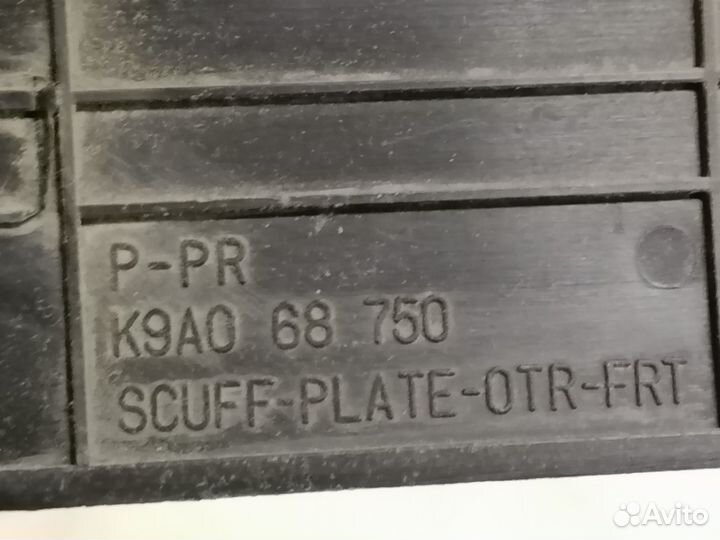 P-PR
K9A0 68 750
SCUFF-PLATE-OTR-FRT
Avito